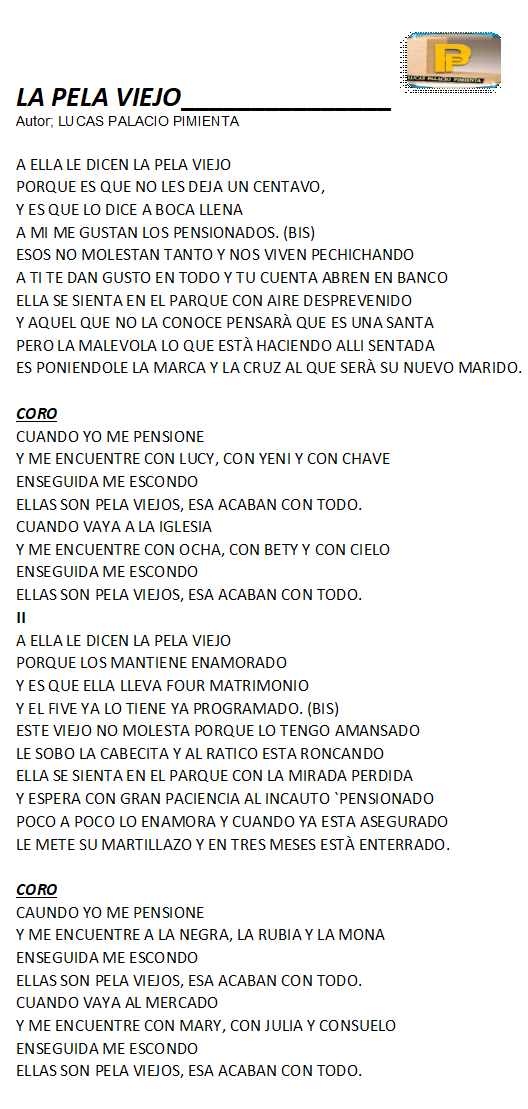 LA PELA VIEJO_______________
PP
LUCAS PALACIO PIMIENTA
Autor; LUCAS PALACIO PIMIENTA
A ELLA LE DICEN LA PELA VIEJO
PORQUE ES QUE NO LES DEJA UN CENTAVO,
Y ES QUE LO DICE A BOCA LLENA
A MI ME GUSTAN LOS PENSIONADOS. (BIS)
ESOS NO MOLESTAN TANTO Y NOS VIVEN PECHICHANDO
A TI TE DAN GUSTO EN TODO Y TU CUENTA ABREN EN BANCO
ELLA SE SIENTA EN EL PARQUE CON AIRE DESPREVENIDO
Y AQUEL QUE NO LA CONOCE PENSARÀ QUE ES UNA SANTA
PERO LA MALEVOLA LO QUE ESTÀ HACIENDO ALLI SENTADA
ES PONIENDOLE LA MARCA Y LA CRUZ AL QUE SERÀ SU NUEVO MARIDO.
CORO
CUANDO YO ME PENSIONE
Y ME ENCUENTRE CON LUCY, CON YENI Y CON CHAVE
ENSEGUIDA ME ESCONDO
ELLAS SON PELA VIEJOS, ESA ACABAN CON TODO.
CUANDO VAYA A LA IGLESIA
Y ME ENCUENTRE CON OCHA, CON BETY Y CON CIELO
ENSEGUIDA ME ESCONDO
ELLAS SON PELA VIEJOS, ESA ACABAN CON TODO.
II
A ELLA LE DICEN LA PELA VIEJO
PORQUE LOS MANTIENE ENAMORADO
Y ES QUE ELLA LLEVA FOUR MATRIMONIO
Y EL FIVE YA LO TIENE YA PROGRAMADO. (BIS)
ESTE VIEJO NO MOLESTA PORQUE LO TENGO AMANSADO
LE SOBO LA CABECITA Y AL RATICO ESTA RONCANDO
ELLA SE SIENTA EN EL PARQUE CON LA MIRADA PERDIDA
Y ESPERA CON GRAN PACIENCIA AL INCAUTO `PENSIONADO
POCO A POCO LO ENAMORA Y CUANDO YA ESTA ASEGURADO
LE METE SU MARTILLAZO Y EN TRES MESES ESTÀ ENTERRADO.
CORO
CAUNDO YO ME PENSIONE
Y ME ENCUENTRE A LA NEGRA, LA RUBIA Y LA MONA
ENSEGUIDA ME ESCONDO
ELLAS SON PELA VIEJOS, ESA ACABAN CON TODO.
CUANDO VAYA AL MERCADO
Y ME ENCUENTRE CON MARY, CON JULIA Y CONSUELO
ENSEGUIDA ME ESCONDO
ELLAS SON PELA VIEJOS, ESA ACABAN CON TODO.